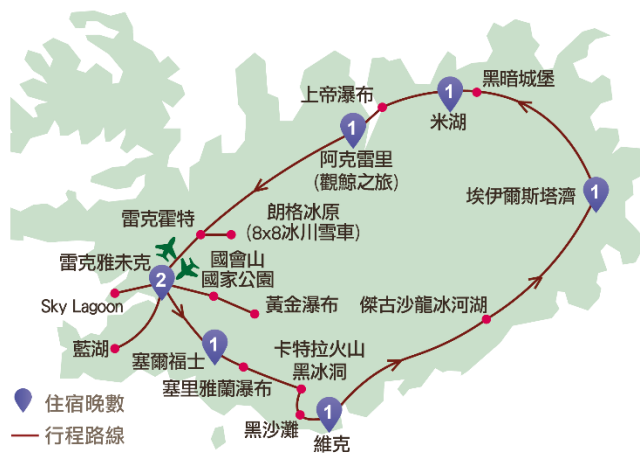 黑暗城堡
1
上帝瀑布
米湖
1
阿克雷里
(觀鯨之旅)
埃伊爾斯塔濟
1
雷克霍特
朗格冰原
(8x8冰川雪車)
雷克雅未克
國會山
國家公園
2
Sky Lagoon
黃金瀑布
傑古沙龍冰河湖
藍湖
塞爾福士
1
卡特拉火山
黑冰洞
塞里雅蘭瀑布
1
黑沙灘
維克
住宿晚數
行程路線